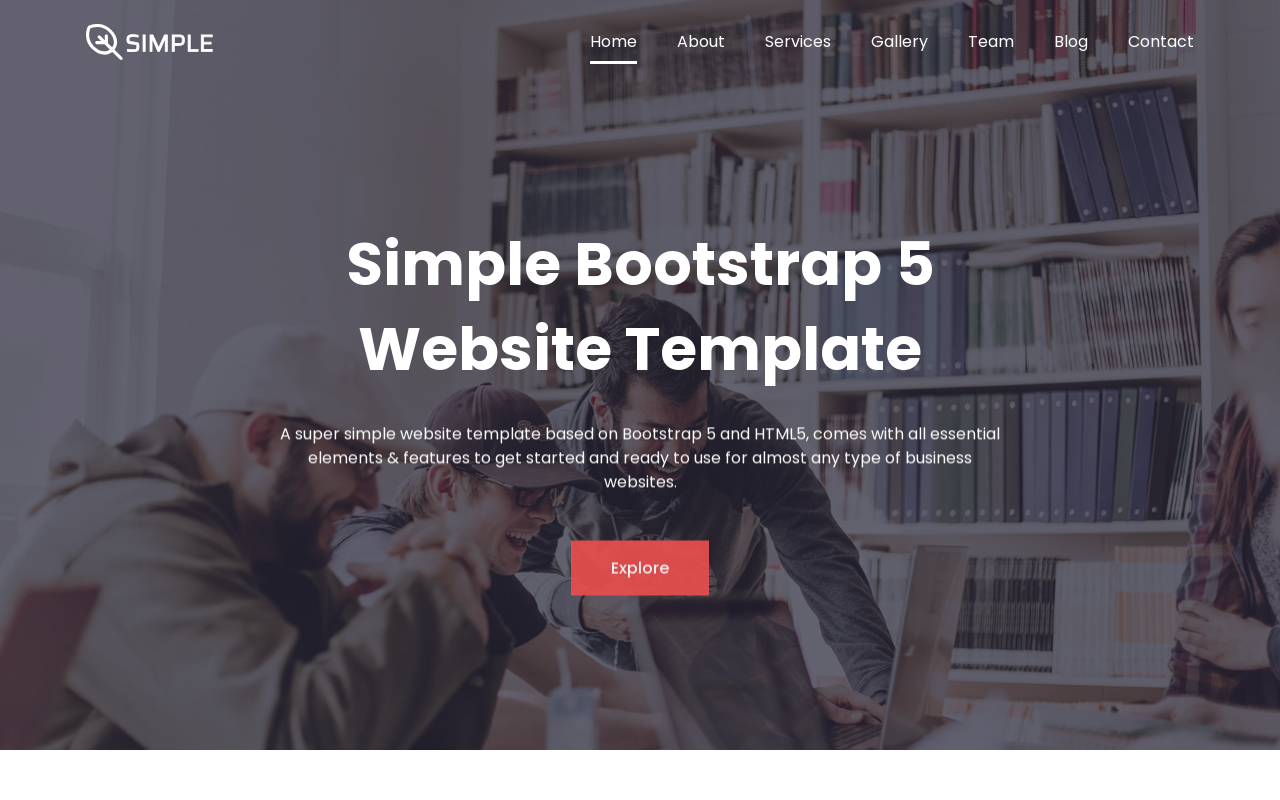 SIMPLE
Home About Services Gallery Team Blog Contact
Simple Bootstrap 5
Website Template
A super simple website template based on Bootstrap 5 and HTML5, comes with all essential
elements & features to get started and ready to use for almost any type of business
websites.
Explore